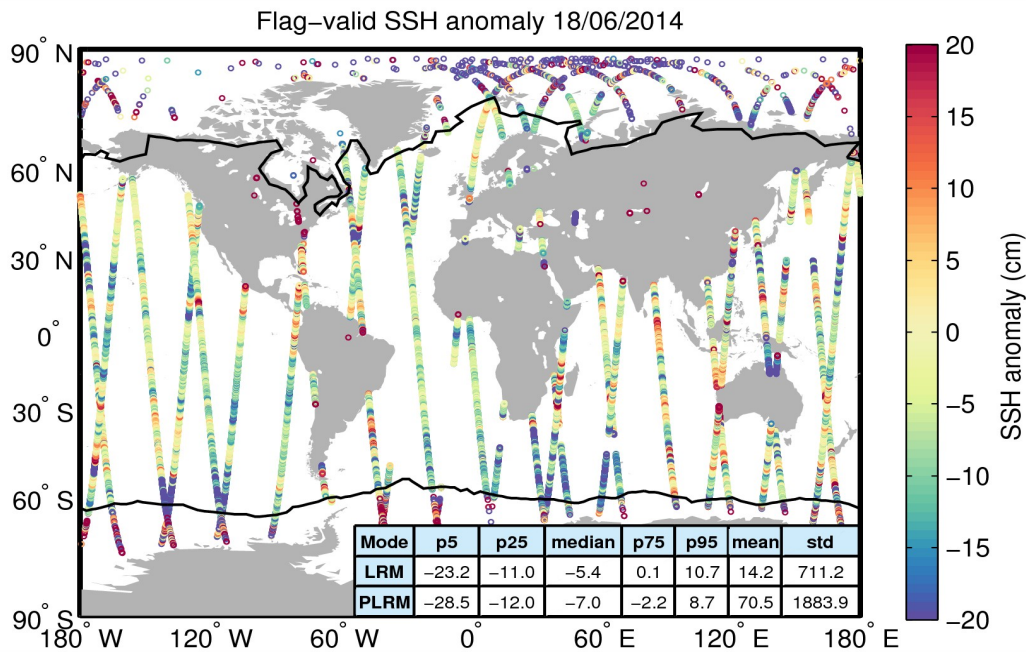 Flag−valid SSH anomaly 18/06/2014
90° N
60° N
30° N
0°
30° S
60° S
90° S
180° W 120° W 60° W 0° 60° E 120° E 180° E
Mode p5 p25 median p75 p95 mean std
LRM −23.2 −11.0 −5.4 0.1 10.7 14.2 711.2
PLRM −28.5 −12.0 −7.0 −2.2 8.7 70.5 1883.9
20
15
10
5
0
−5
−10
−15
−20
SSH anomaly (cm)